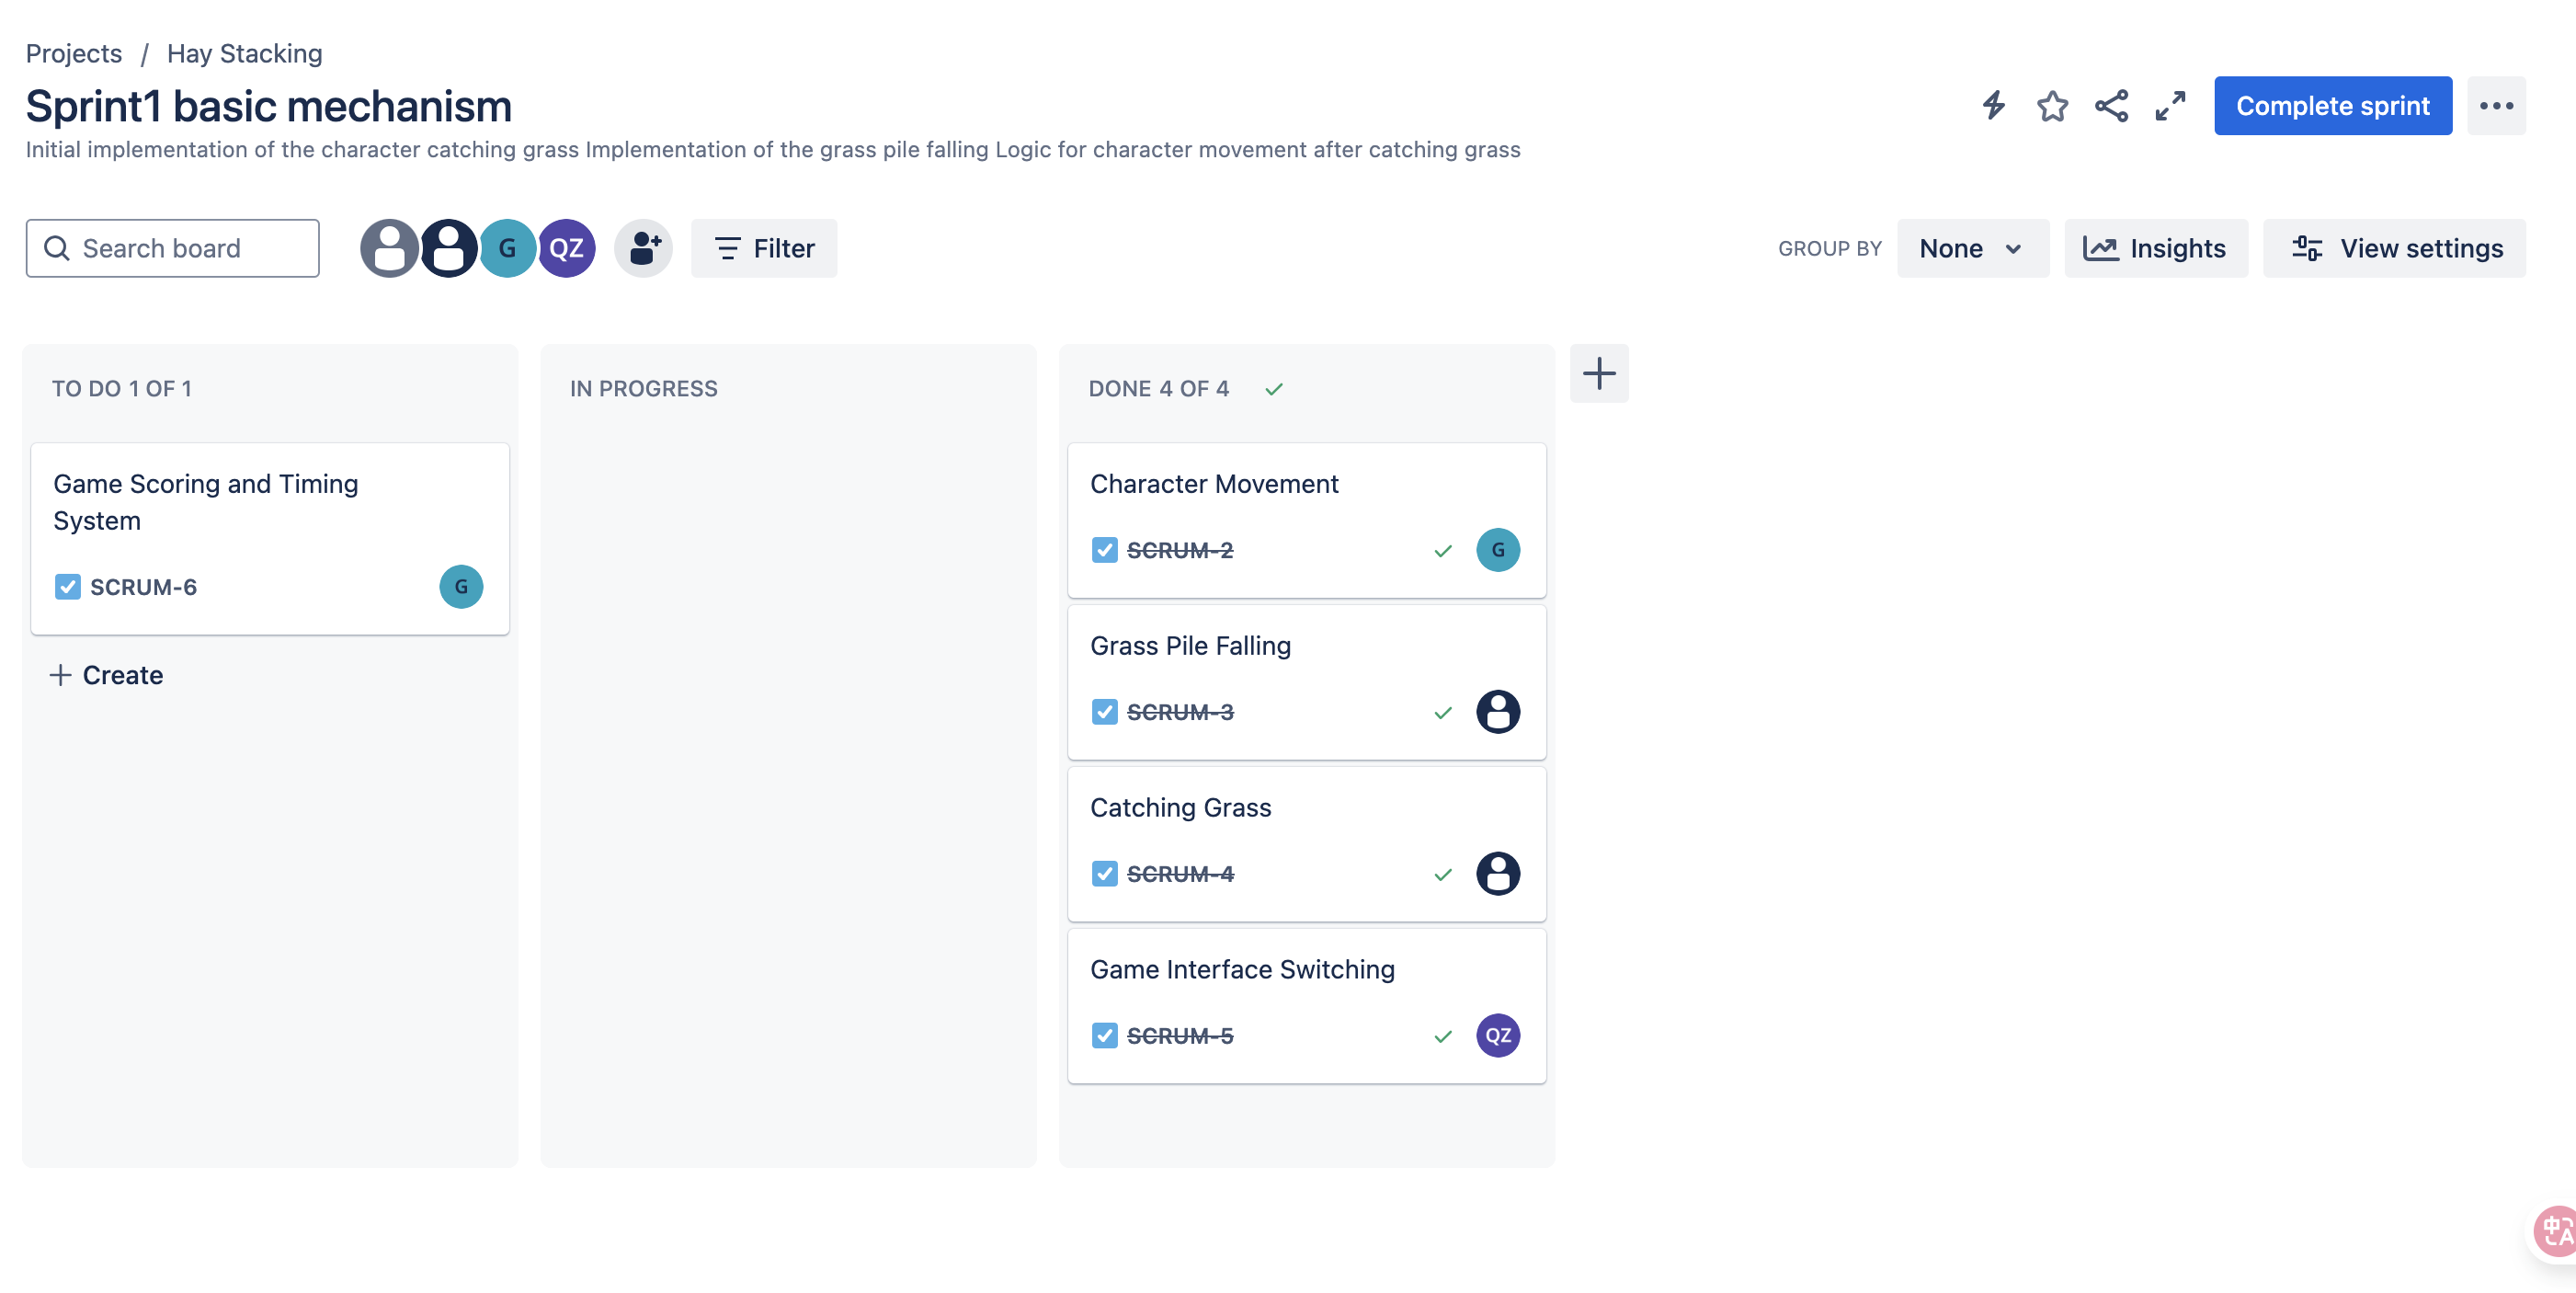 Projects / Hay Stacking
Sprint1 basic mechanism
Complete sprint
Initial implementation of the character catching grass Implementation of the grass pile falling Logic for character movement after catching grass
Search board
G
QZ
Filter
GROUP BY
None
Insights
View settings
TO DO 1 OF 1
Game Scoring and Timing
System
SCRUM-6
G
Create
IN PROGRESS
DONE 4 OF 4
Character Movement
SCRUM-2
G
Grass Pile Falling
SCRUM-3
Catching Grass
SCRUM-4
Game Interface Switching
SCRUM-5
QZ
中A